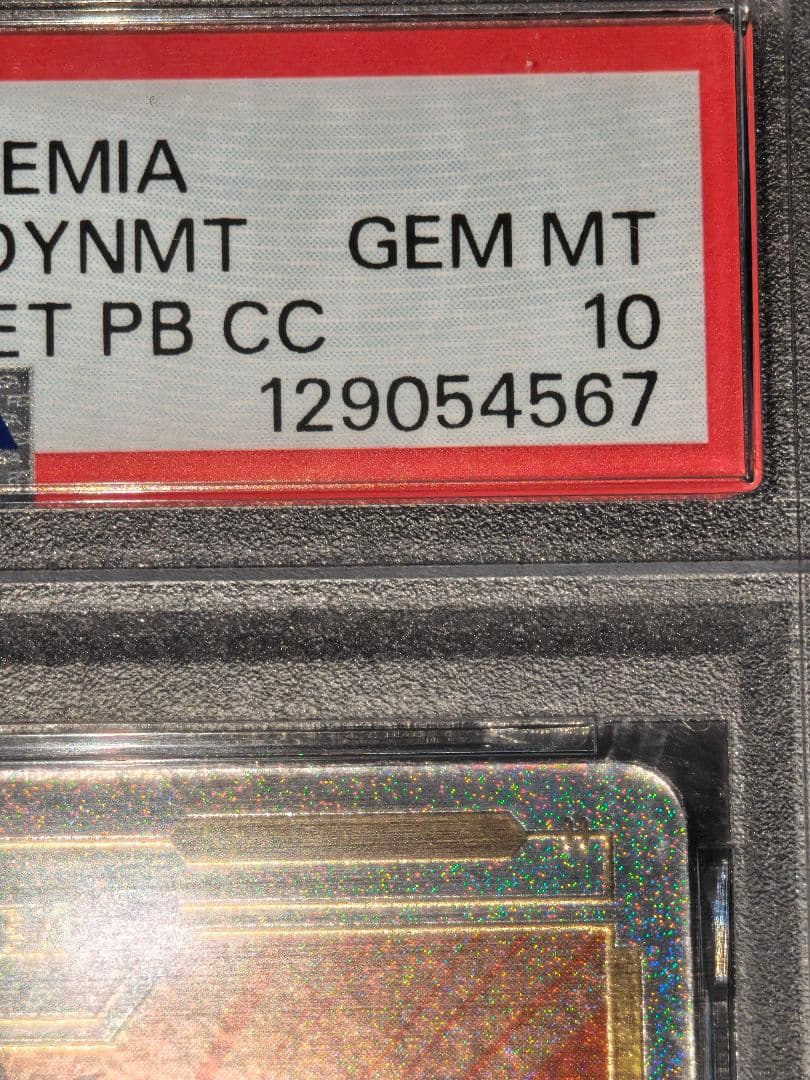 EMIA
DYNMT GEM MT
ET PB CC 10
129054567